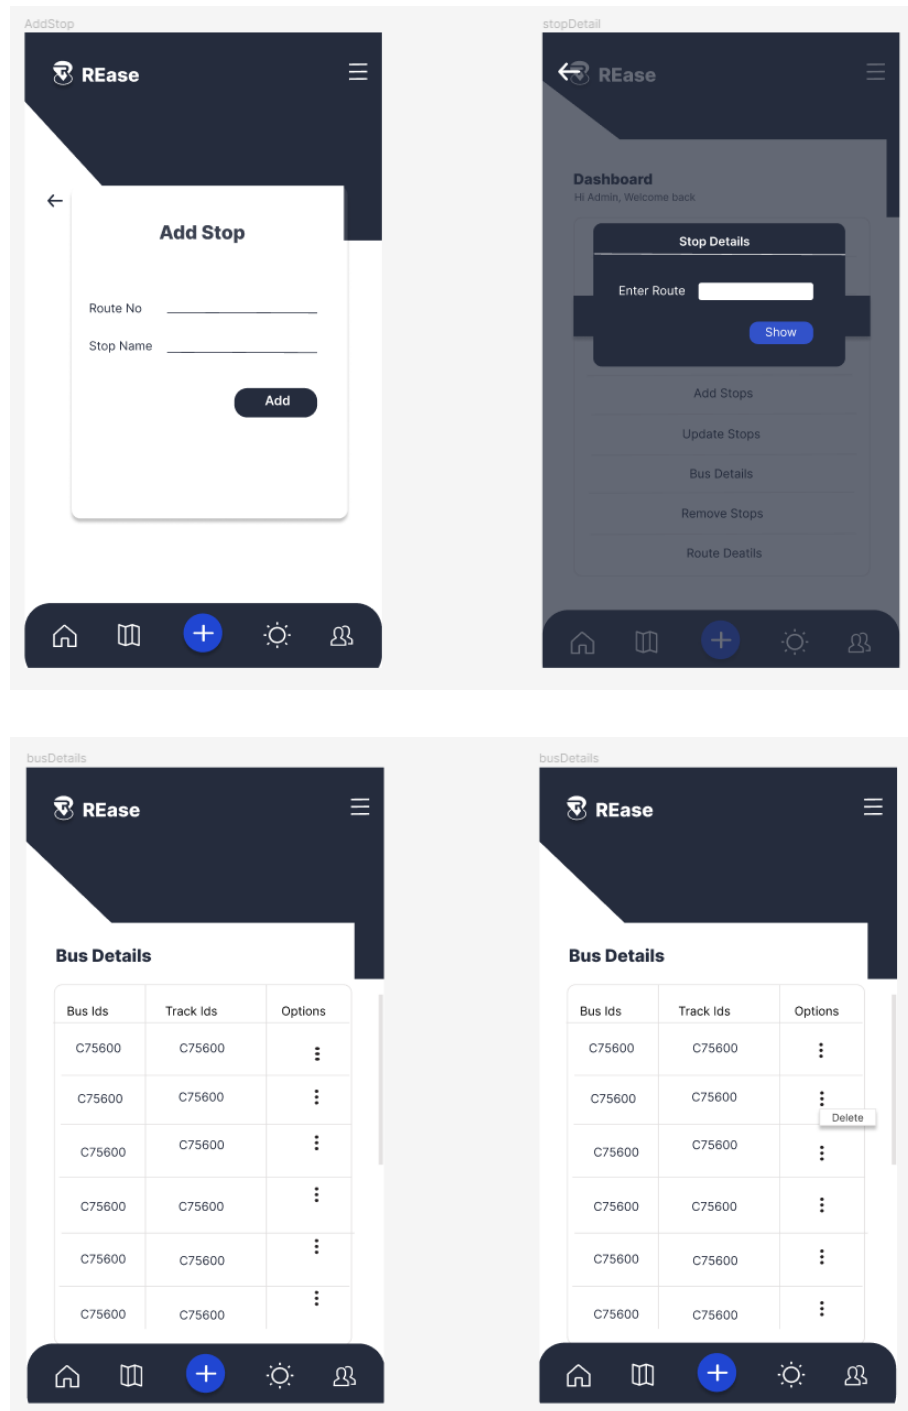 AddStop
REase
Add Stop
Route No
Stop Name
Add
stopDetail
REase
Dashboard
Hi Admin, Welcome back
Stop Details
Enter Route
Show
Add Stops
Update Stops
Bus Details
Remove Stops
Route Deatils
busDetails
REase
Bus Details
Bus Ids Track Ids Options
C75600 C75600
C75600 C75600
C75600 C75600
C75600 C75600
C75600 C75600
C75600 C75600
busDetails
REase
Bus Details
Bus Ids Track Ids Options
C75600 C75600
C75600 C75600
Delete
C75600 C75600
C75600 C75600
C75600 C75600
C75600 C75600